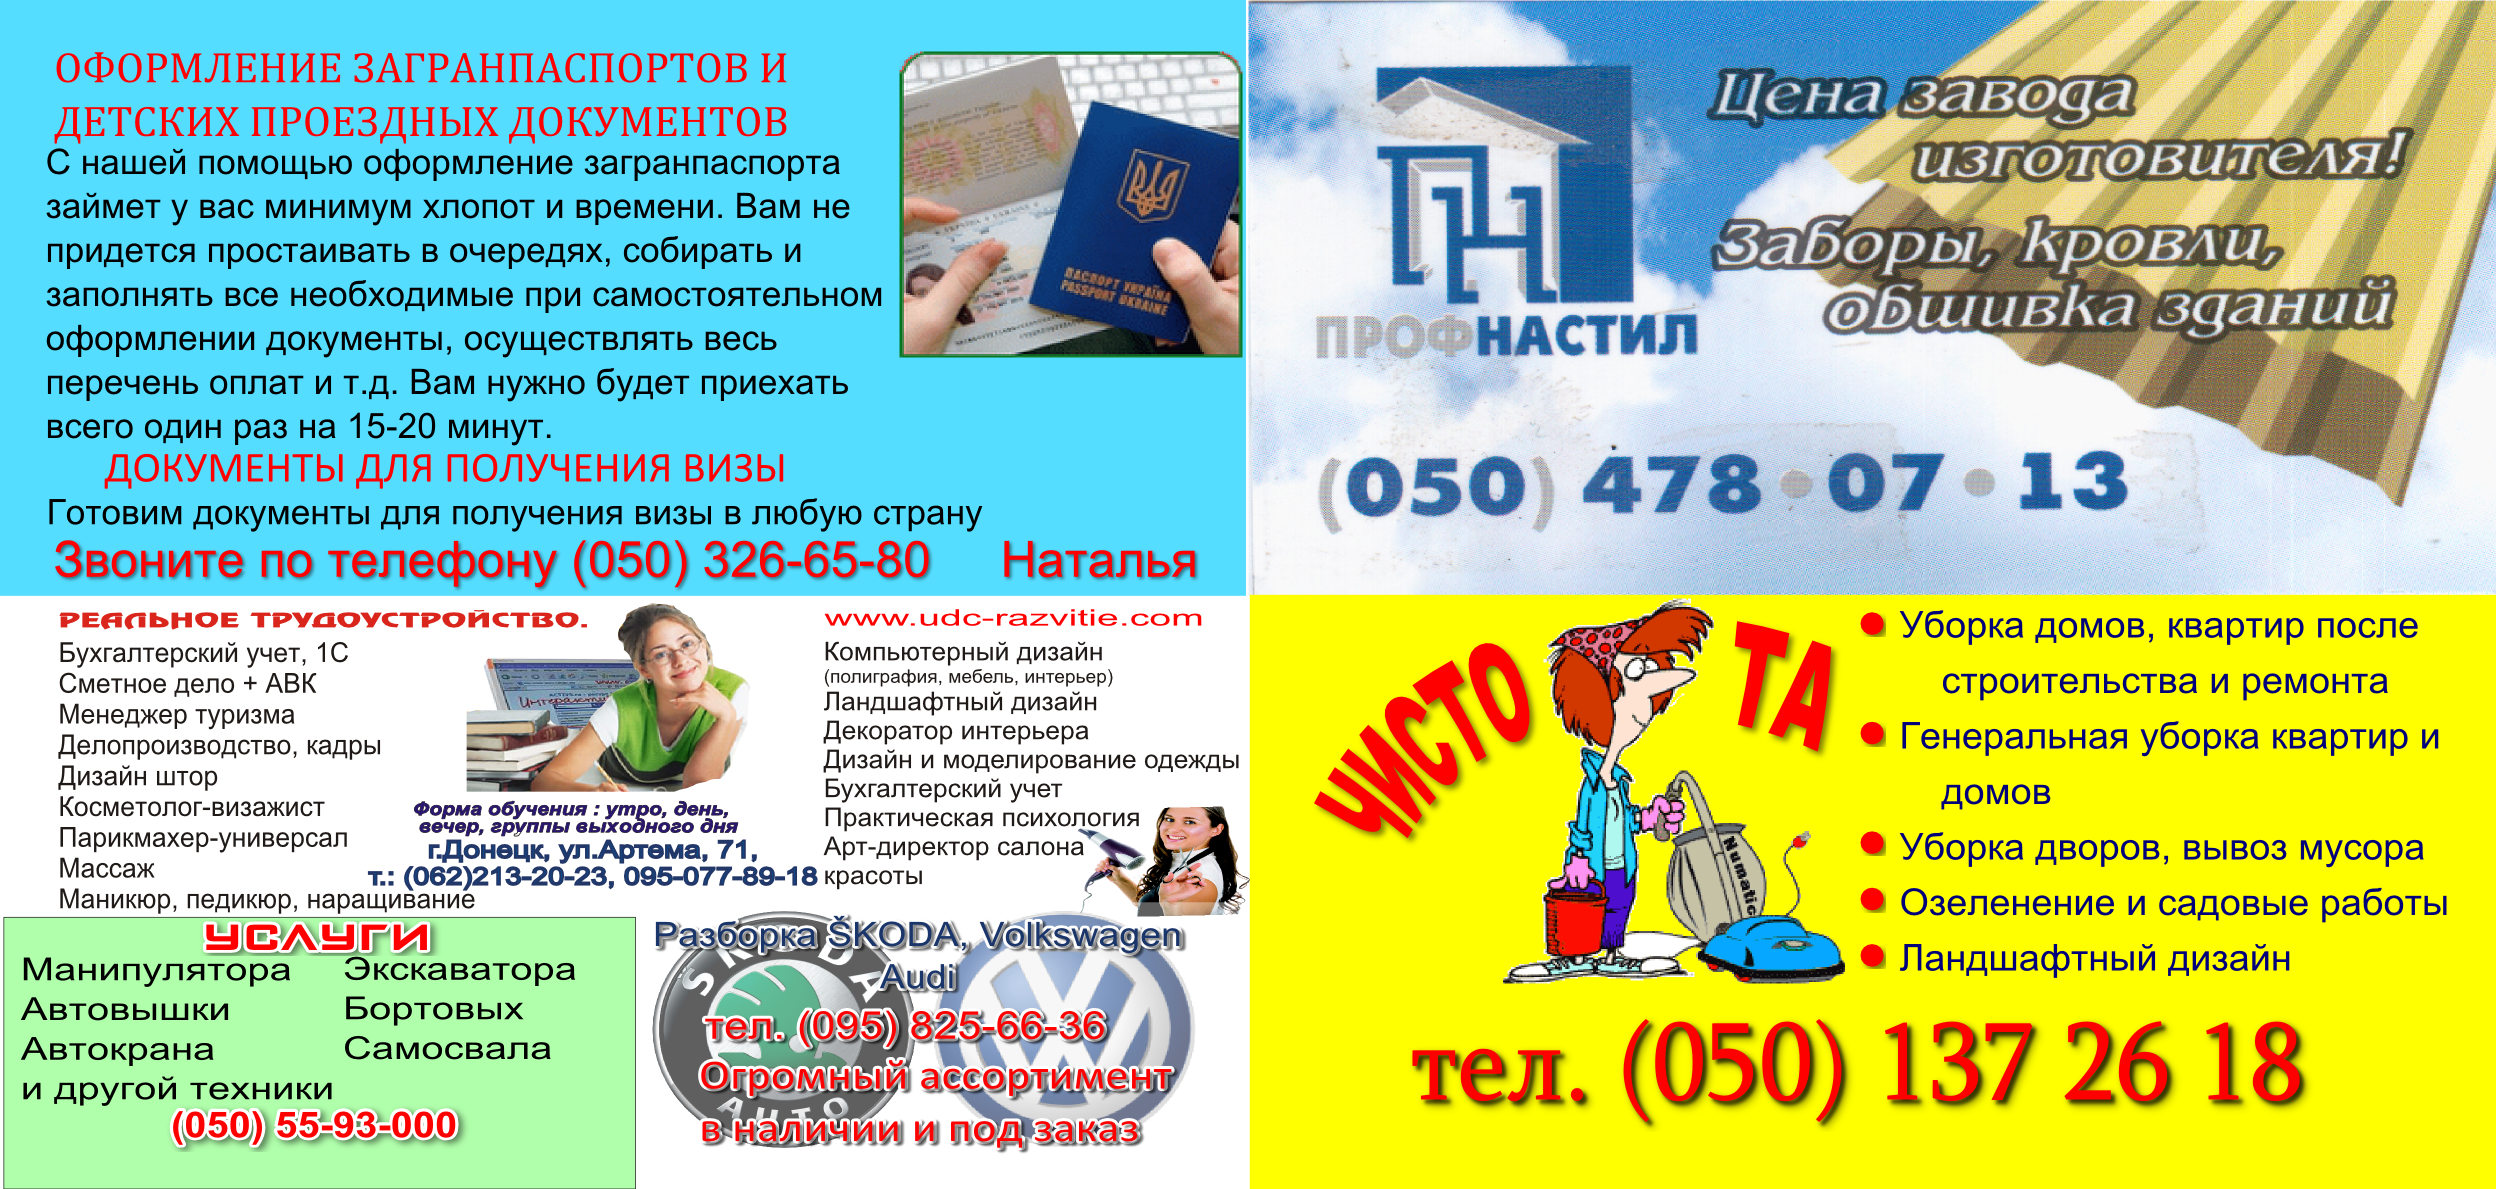 ОФОРМЛЕНИЕ ЗАГРАНПАСПОРТОВ И
ДЕТСКИХ ПРОЕЗДНЫХ ДОКУМЕНТОВ
С нашей помощью оформление загранпаспорта
займет у вас минимум хлопот и времени. Вам не
придется простаивать в очередях, собирать и
заполнять все необходимые при самостоятельном
оформлении документы, осуществлять весь
перечень оплат и т.д. Вам нужно будет приехать
всего один раз на 15-20 минут.
ДОКУМЕНТЫ ДЛЯ ПОЛУЧЕНИЯ ВИЗЫ
Готовим документы для получения визы в любую страну
Звоните по телефону (050) 326-65-80 Наталья
ПАСПОРТ УКРАЇНА
PASSPORT UKRAINE
Цена завода
изготовителя!
Заборы, кровли,
обшивка зданий
ПН
ПРОФНАСТИЛ
(050) 478•07•13
РЕАЛЬНОЕ ТРУДОУСТРОЙСТВО.
Бухгалтерский учет, 1С
Сметное дело + АВК
Менеджер туризма
Делопроизводство, кадры
Дизайн штор
Косметолог-визажист
Парикмахер-универсал
Массаж
Маникюр, педикюр, наращивание
Форма обучения : утро, день,
вечер, группы выходного дня
г.Донецк, ул.Артема, 71,
т.: (062)213-20-23, 095-077-89-18
www.udc-razvitie.com
Компьютерный дизайн
(полиграфия, мебель, интерьер)
Ландшафтный дизайн
Декоратор интерьера
Дизайн и моделирование одежды
Бухгалтерский учет
Практическая психология
Арт-директор салона
красоты
УСЛУГИ
Манипулятора Экскаватора
Автовышки Бортовых
Автокрана Самосвала
и другой техники
(050) 55-93-000
Разборка ŠKODA, Volkswagen
Audi
ŠKODA
тел. (095) 825-66-36
Огромный ассортимент
АUTO
в наличии и под заказ
ЧИСТОТА
Numatic
● Уборка домов, квартир после
строительства и ремонта
● Генеральная уборка квартир и
домов
● Уборка дворов, вывоз мусора
● Озеленение и садовые работы
● Ландшафтный дизайн
тел. (050) 137 26 18